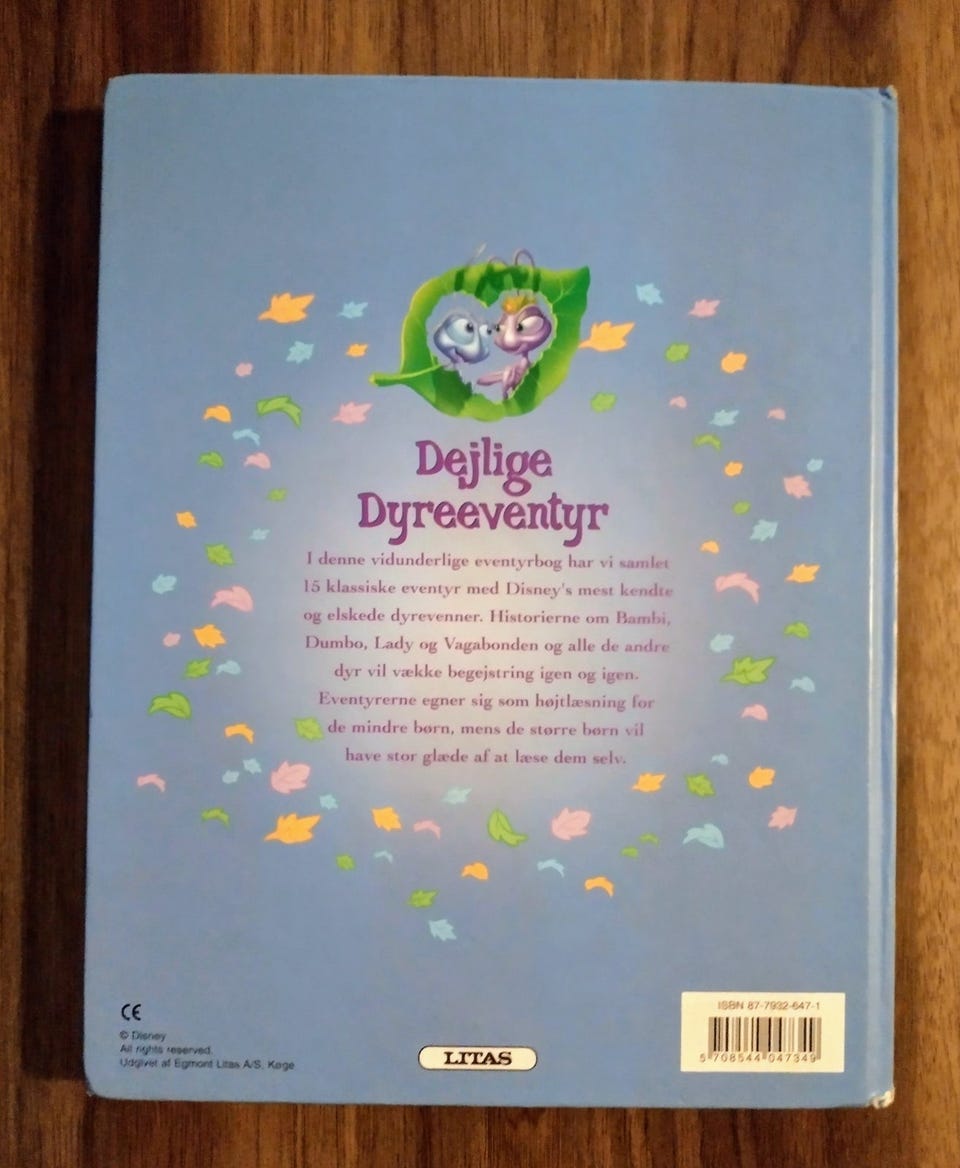 Dejlige
Dyreeventyr
I denne vidunderlige eventyrbog har vi samlet
15 klassiske eventyr med Disney's mest kendte
og elskede dyrevenner. Historierne om Bambi,
Dumbo, Lady og Vagabonden og alle de andre
dyr vil vække begejstring igen og igen.
Eventyrerne egner sig som højtlæsning for
de mindre børn, mens de større børn vil
have stor glæde af at læse dem selv.
CE
© Disney
All rights reserved.
Udgivet af Egmont Litas A/S, Køge
LITAS
ISBN 87-7932-647-1
5 708544 047349